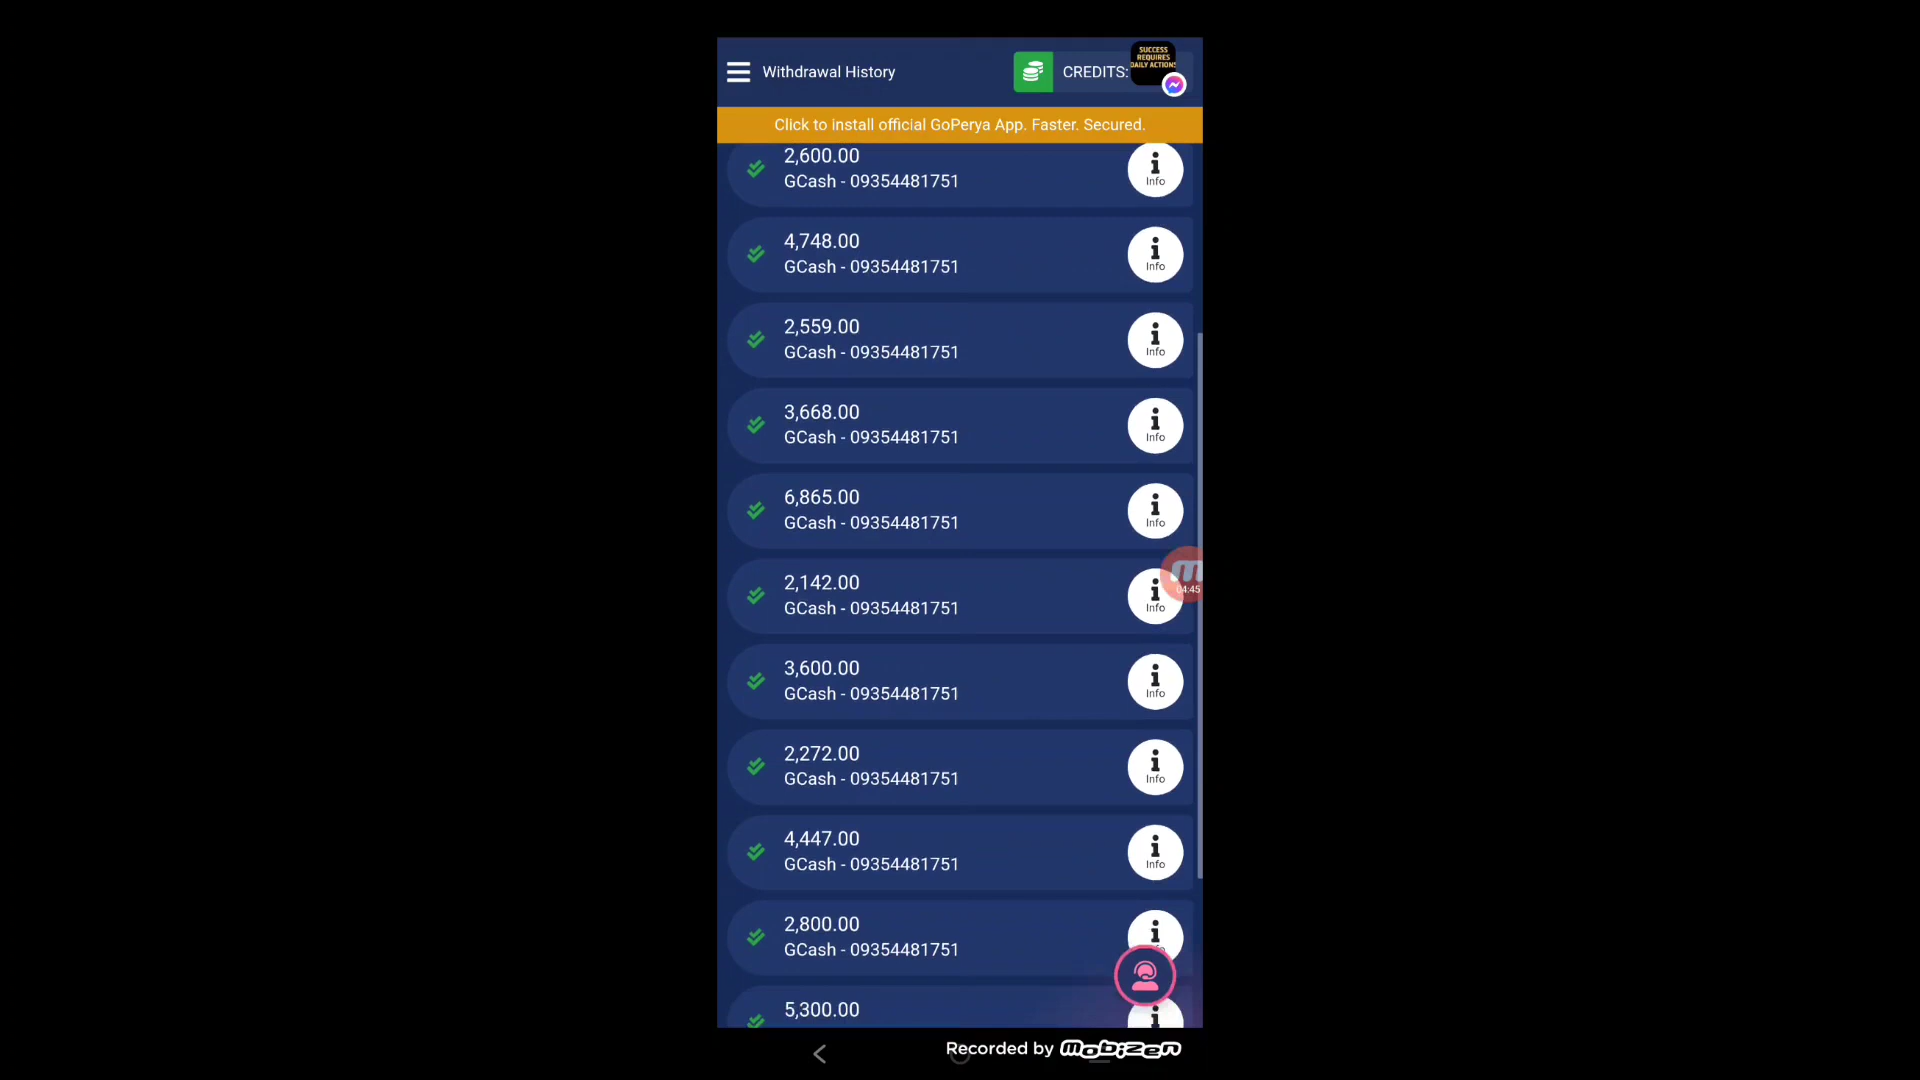 Withdrawal History
CREDITS:
SUCCESS
REQUIRES
DAILY ACTIONS
Click to install official GoPerya App. Faster. Secured.
2,600.00
GCash - 09354481751
Info
4,748.00
GCash - 09354481751
Info
2,559.00
GCash - 09354481751
Info
3,668.00
GCash - 09354481751
Info
6,865.00
GCash - 09354481751
Info
2,142.00
GCash - 09354481751
Info
04:45
3,600.00
GCash - 09354481751
Info
2,272.00
GCash - 09354481751
Info
4,447.00
GCash - 09354481751
Info
2,800.00
GCash - 09354481751
5,300.00
Recorded by Mobizen